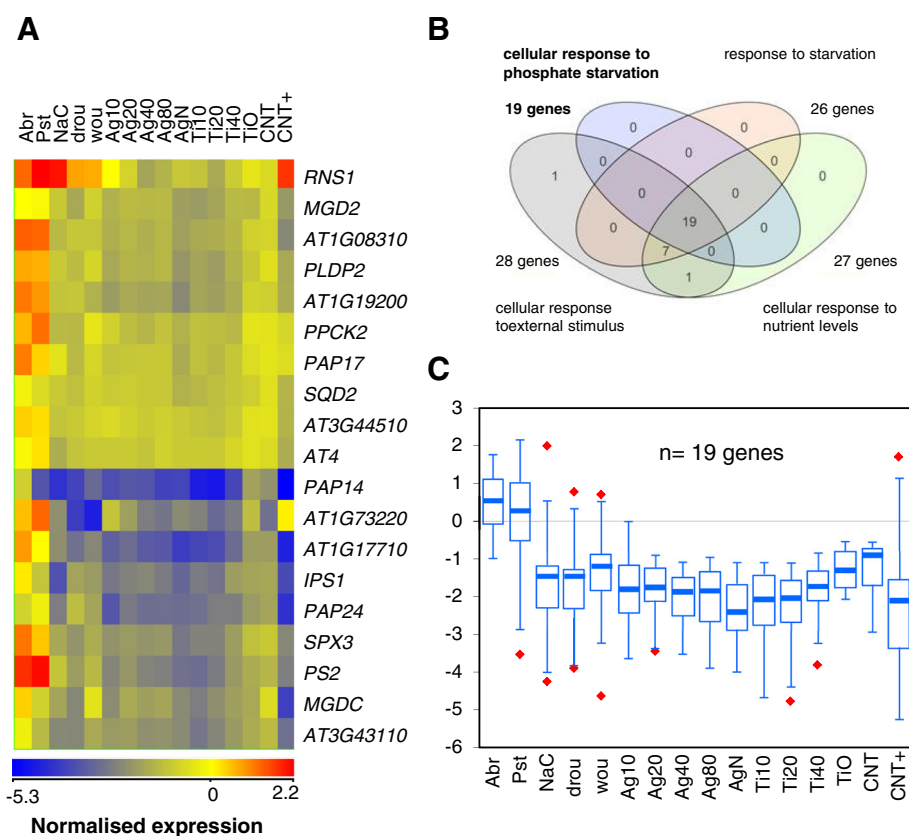 A
Abr Pst NaC drou wou Ag10 Ag20 Ag40 Ag80 AgN Ti10 Ti20 Ti40 TiO CNT CNT+
RNS1
MGD2
AT1G08310
PLDP2
AT1G19200
PPCK2
PAP17
SQD2
AT3G44510
AT4
PAP14
AT1G73220
AT1G17710
IPS1
PAP24
SPX3
PS2
MGDC
AT3G43110
-5.3 0 2.2
Normalised expression
B
cellular response to
phosphate starvation
response to starvation
19 genes
26 genes
0 0
1 0 0 0 0
0 0
19
0 0
7 0
1
28 genes
27 genes
cellular response
toexternal stimulus
cellular response to
nutrient levels
C
n= 19 genes
3
2
1
0
-1
-2
-3
-4
-5
-6
Abr Pst NaC drou wou Ag10 Ag20 Ag40 Ag80 AgN Ti10 Ti20 Ti40 TiO CNT CNT+